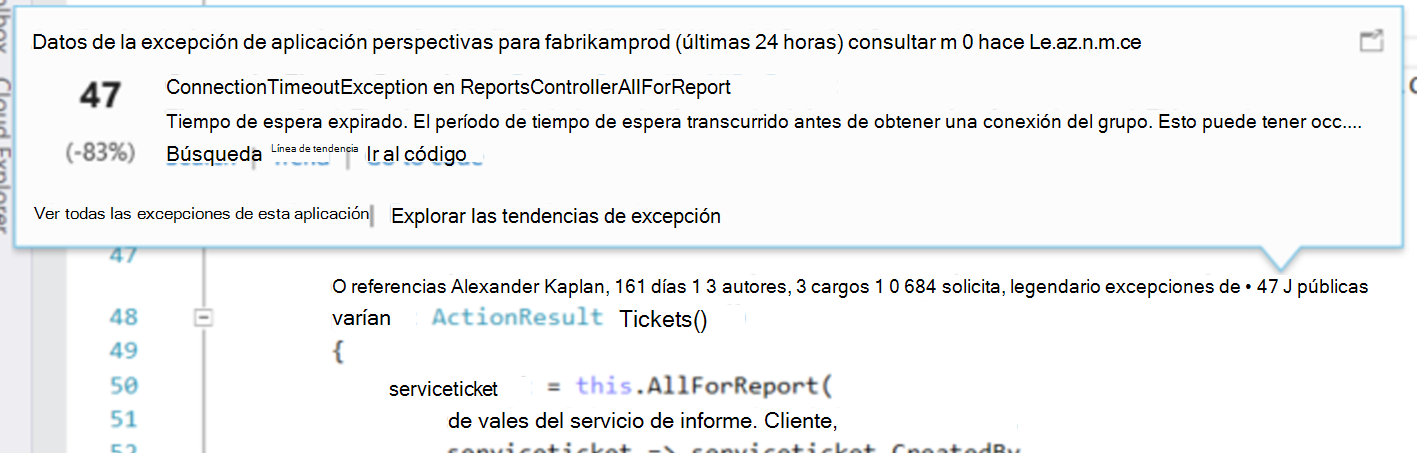 Datos de la excepción de aplicación perspectivas para fabrikamprod (últimas 24 horas) consultar m 0 hace Le.az.n.m.ce
47 ConnectionTimeoutException en ReportsControllerAllForReport
Tiempo de espera expirado. El período de tiempo de espera transcurrido antes de obtener una conexión del grupo. Esto puede tener occ....
(-83%) Búsqueda Línea de tendencia | Ir al código
Ver todas las excepciones de esta aplicación| Explorar las tendencias de excepción
Cloud Explorer
47
O referencias Alexander Kaplan, 161 días 1 3 autores, 3 cargos 1 0 684 solicita, legendario excepciones de • 47 J públicas
48 varían ActionResult Tickets()
49 {
50 serviceticket = this.AllForReport(
51 de vales del servicio de informe. Cliente,
52 serviceticket => serviceticket.CreatedBy